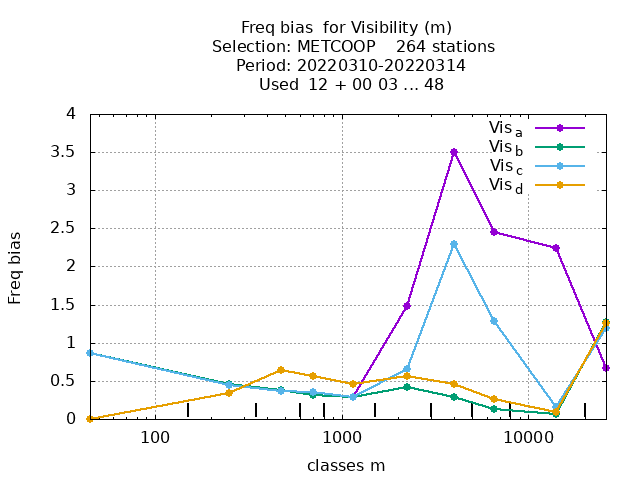 Freq bias  for Visibility (m)
Selection: METCOOP    264 stations
Period: 20220310-20220314
Used  12 + 00 03 ... 48
Vis a
Vis b
Vis c
Vis d
4
3.5
3
2.5
2
1.5
1
0.5
0
Freq bias
100
1000
10000
classes m